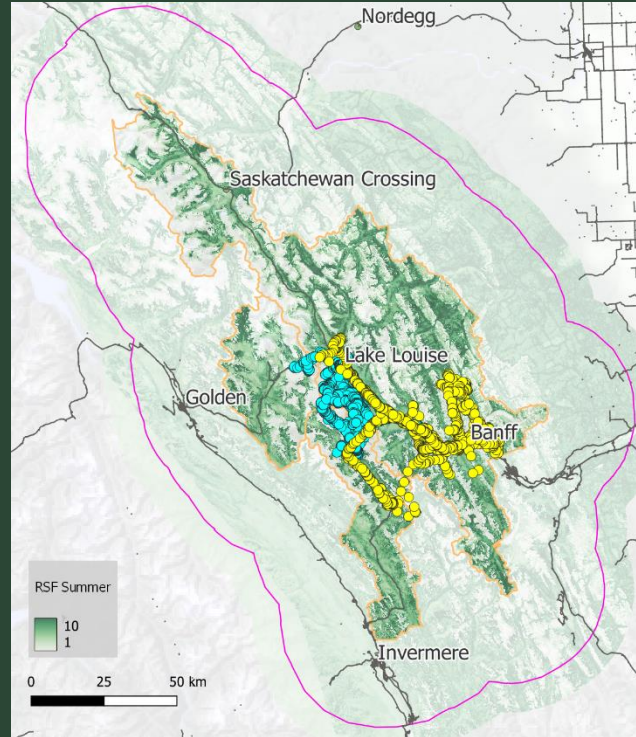 Nordegg
Saskatchewan Crossing
Lake Louise
Golden
Banff
RSF Summer
10
1
Invermere
0 25 50 km